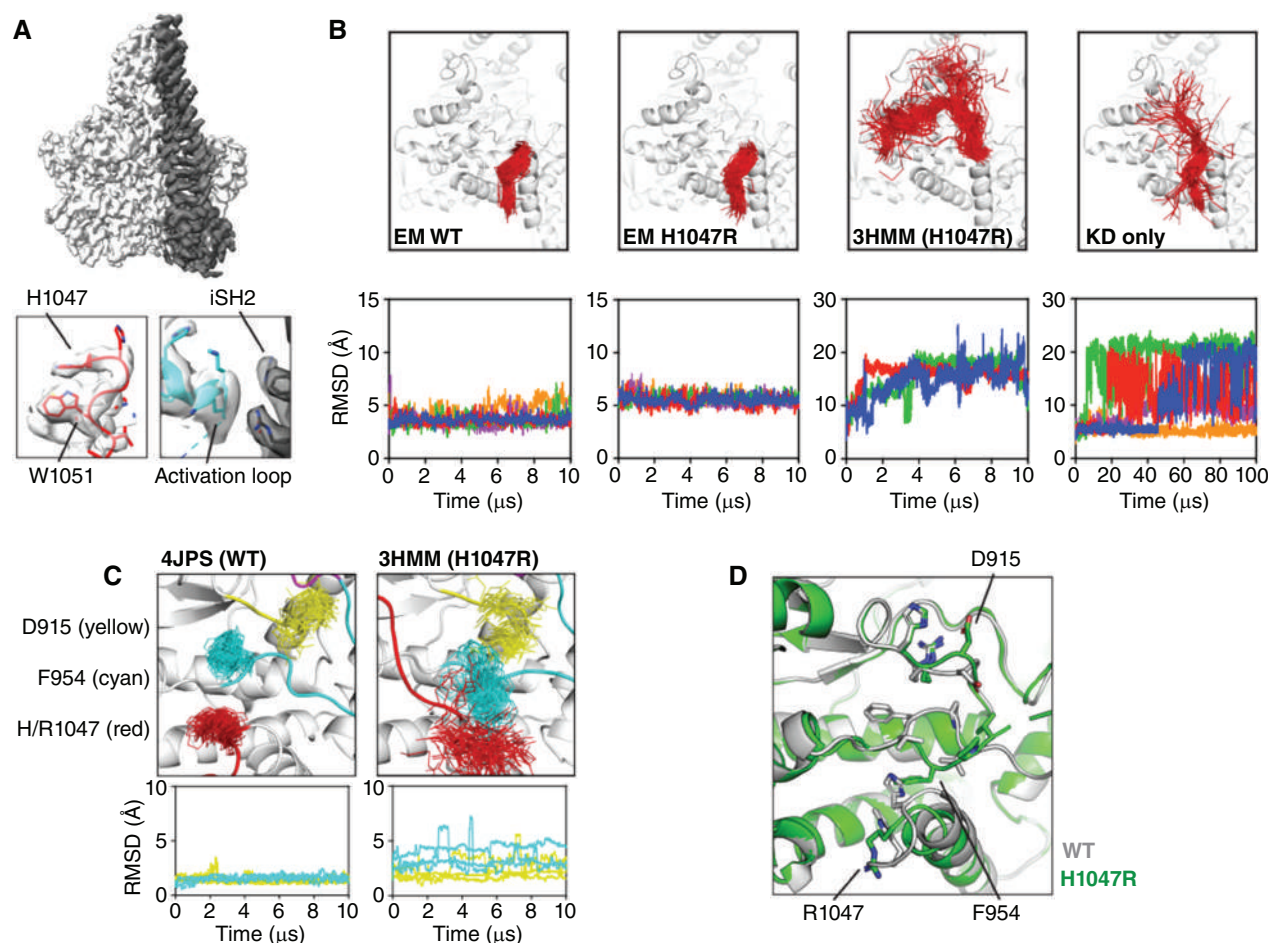 A
H1047
iSH2
W1051
Activation loop
B
EM WT
EM H1047R
3HMM (H1047R)
KD only
RMSD (Å)
15
10
5
0
0 2 4 6 8 10
Time (μs)
15
10
5
0
0 2 4 6 8 10
Time (μs)
30
20
10
0
0 2 4 6 8 10
Time (μs)
30
20
10
0
0 20 40 60 80 100
Time (μs)
C
4JPS (WT)
3HMM (H1047R)
D915 (yellow)
F954 (cyan)
H/R1047 (red)
RMSD (Å)
10
5
0
0 2 4 6 8 10
Time (μs)
10
5
0
0 2 4 6 8 10
Time (μs)
D
D915
WT
H1047R
R1047
F954